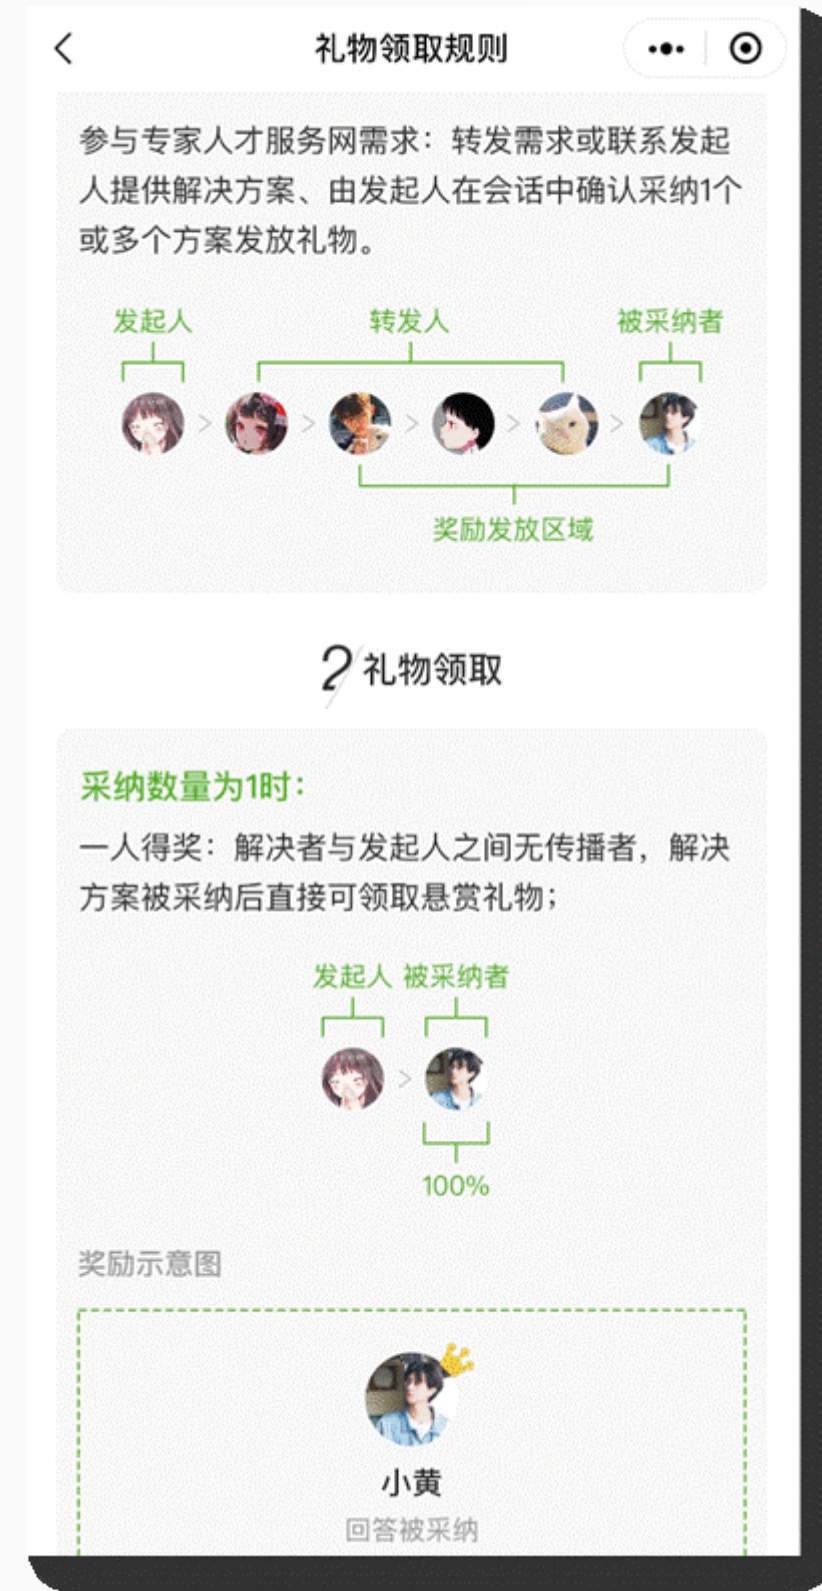 礼物领取规则
参与专家人才服务网需求：转发需求或联系发起
人提供解决方案、由发起人在会话中确认采纳1个
或多个方案发放礼物。
发起人 转发人 被采纳者
奖励发放区域
2 礼物领取
采纳数量为1时：
一人得奖：解决者与发起人之间无传播者，解决
方案被采纳后直接可领取悬赏礼物；
发起人 被采纳者
100%
奖励示意图
小黄
回答被采纳